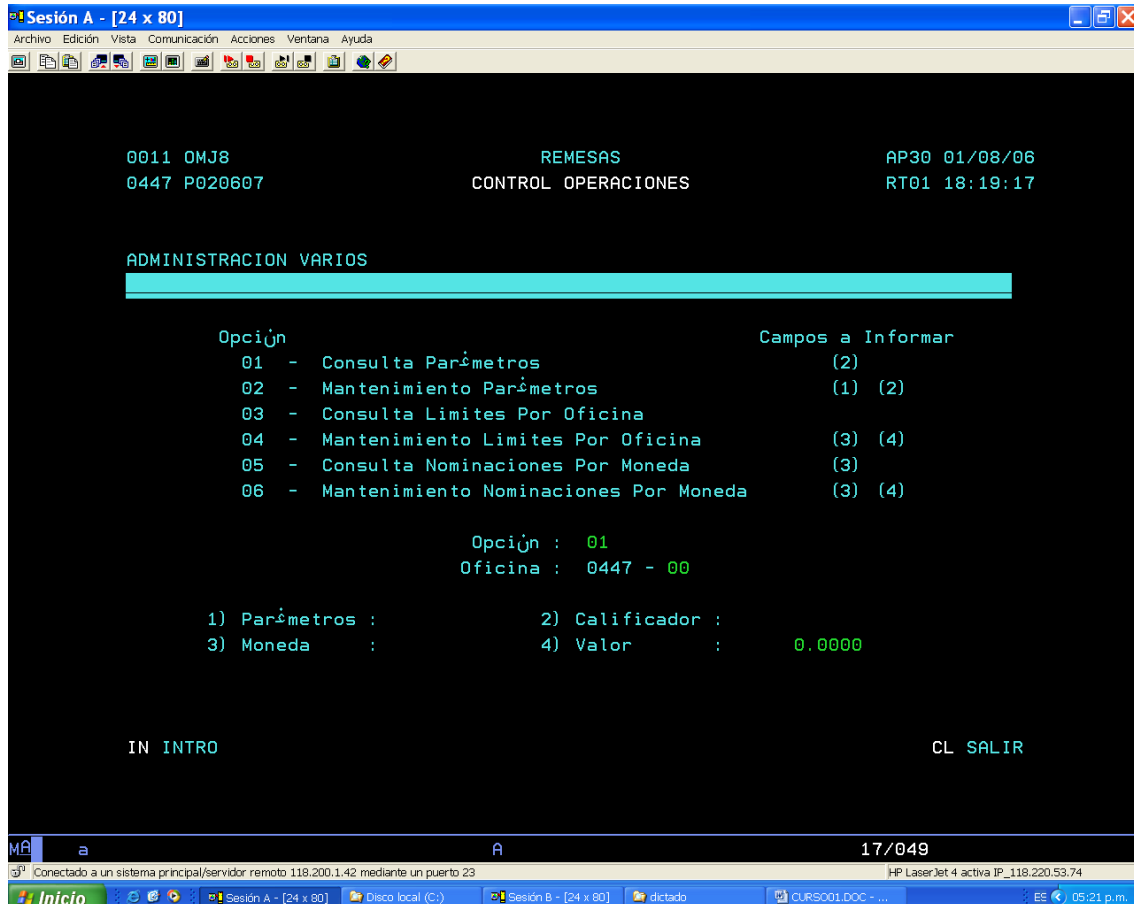 Sesión A - [24 x 80]
Archivo Edición Vista Comunicación Acciones Ventana Ayuda
0011 OMJ8 REMESAS AP30 01/08/06
0447 P020607 CONTROL OPERACIONES RT01 18:19:17
ADMINISTRACION VARIOS
Opciنn Campos a Informar
01 - Consulta Parغmetros (2)
02 - Mantenimiento Parغmetros (1) (2)
03 - Consulta Limites Por Oficina
04 - Mantenimiento Limites Por Oficina (3) (4)
05 - Consulta Nominaciones Por Moneda (3)
06 - Mantenimiento Nominaciones Por Moneda (3) (4)
Opciنn : 01
Oficina : 0447 - 00
1) Parغmetros : 2) Calificador :
3) Moneda : 4) Valor : 0.0000
IN INTRO CL SALIR
MA a A 17/049
Conectado a un sistema principal/servidor remoto 118.200.1.42 mediante un puerto 23 HP LaserJet 4 activa IP_118.220.53.74
Inicio Sesión A - [24 x 80] Disco local (C:) Sesión B - [24 x 80] dictado CURSO01.DOC - ... ES 05:21 p.m.